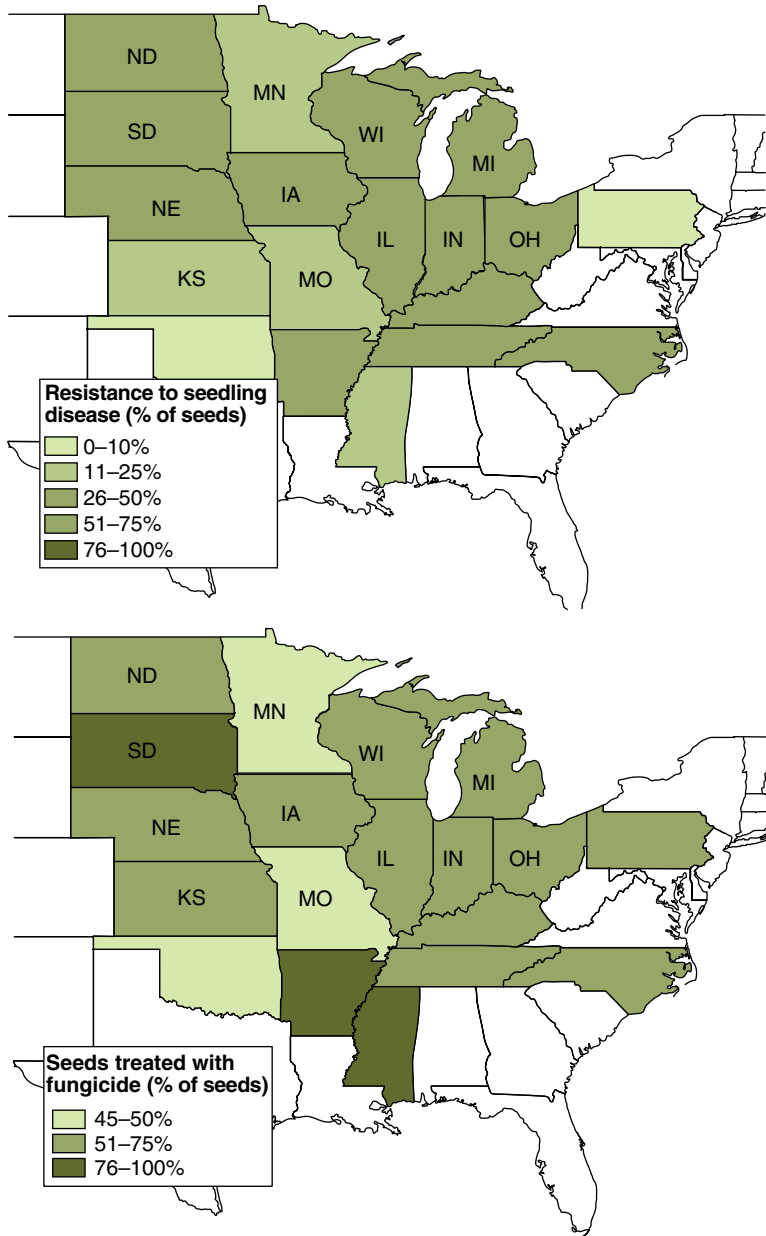 ND
MN
SD
WI
MI
NE
IA
IL
IN
OH
KS
MO
Resistance to seedling
disease (% of seeds)
0–10%
11–25%
26–50%
51–75%
76–100%
ND
MN
SD
WI
MI
NE
IA
IL
IN
OH
KS
MO
Seeds treated with
fungicide (% of seeds)
45–50%
51–75%
76–100%